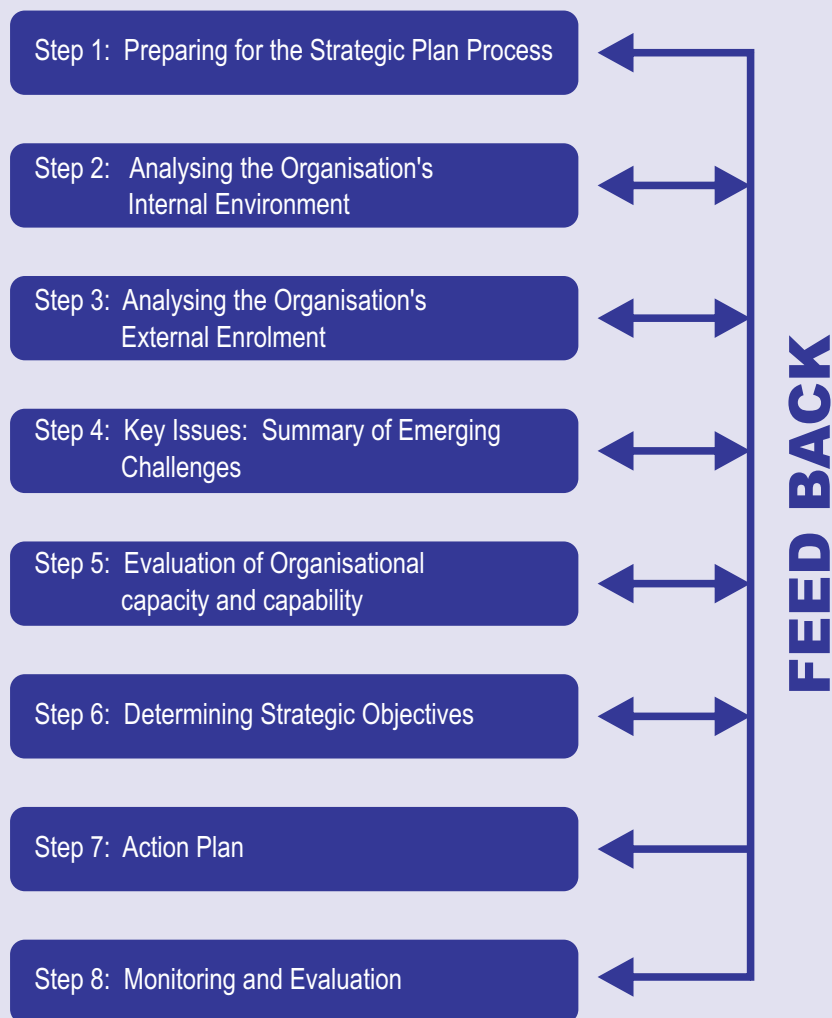 Step 1: Preparing for the Strategic Plan Process
Step 2: Analysing the Organisation's
Internal Environment
Step 3: Analysing the Organisation's
External Enrolment
Step 4: Key Issues: Summary of Emerging
Challenges
Step 5: Evaluation of Organisational
capacity and capability
Step 6: Determining Strategic Objectives
Step 7: Action Plan
Step 8: Monitoring and Evaluation
FEED BACK